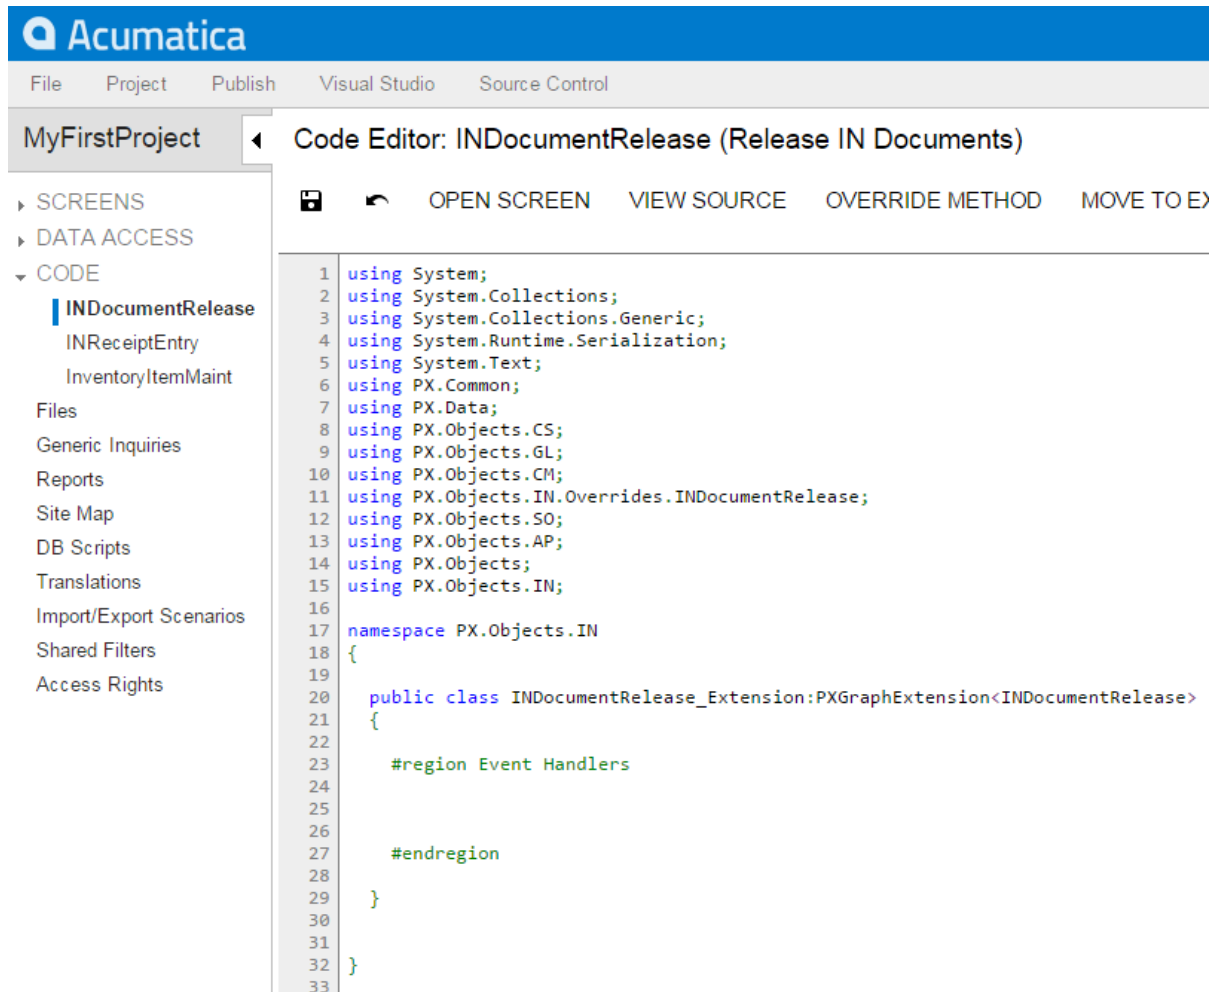 Acumatica
File Project Publish Visual Studio Source Control
MyFirstProject
Code Editor: INDocumentRelease (Release IN Documents)
SCREENS
DATA ACCESS
CODE
INDocumentRelease
INReceiptEntry
InventoryItemMaint
Files
Generic Inquiries
Reports
Site Map
DB Scripts
Translations
Import/Export Scenarios
Shared Filters
Access Rights
OPEN SCREEN VIEW SOURCE OVERRIDE METHOD MOVE TO EX
1 using System;
2 using System.Collections;
3 using System.Collections.Generic;
4 using System.Runtime.Serialization;
5 using System.Text;
6 using PX.Common;
7 using PX.Data;
8 using PX.Objects.CS;
9 using PX.Objects.GL;
10 using PX.Objects.CM;
11 using PX.Objects.IN.Overrides.INDocumentRelease;
12 using PX.Objects.SO;
13 using PX.Objects.AP;
14 using PX.Objects;
15 using PX.Objects.IN;
16
17 namespace PX.Objects.IN
18 {
19
20 public class INDocumentRelease_Extension:PXGraphExtension<INDocumentRelease>
21 {
22
23 #region Event Handlers
24
25
26
27 #endregion
28
29 }
30
31
32 }
33